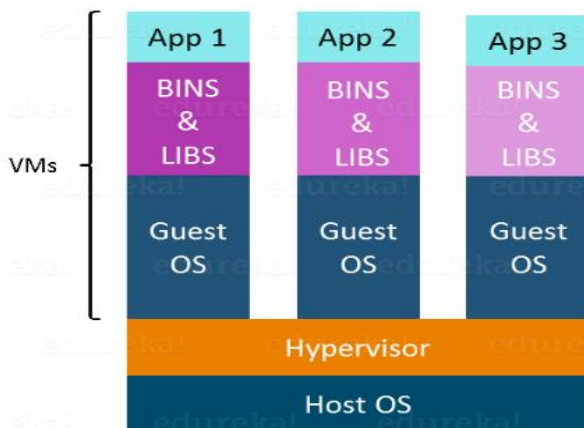 App 1
App 2
App 3
BINS
&
LIBS
BINS
&
LIBS
BINS
&
LIBS
VMs
Guest
OS
Guest
OS
Guest
OS
Hypervisor
Host OS
edureka!